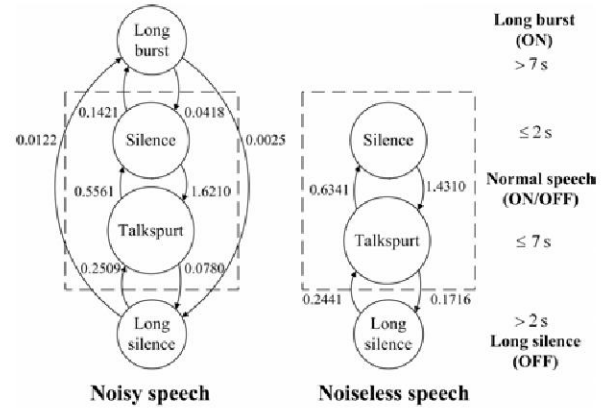 Long
burst
Long burst
(ON)
> 7 s
0.1421
0.0418
0.0122
0.0025
Silence
Silence
≤ 2 s
0.5561
1.6210
0.6341
1.4310
Normal speech
(ON/OFF)
Talkspurt
Talkspurt
≤ 7 s
0.2509
0.0780
0.2441
0.1716
Long
silence
Long
silence
> 2 s
Long silence
(OFF)
Noisy speech
Noiseless speech